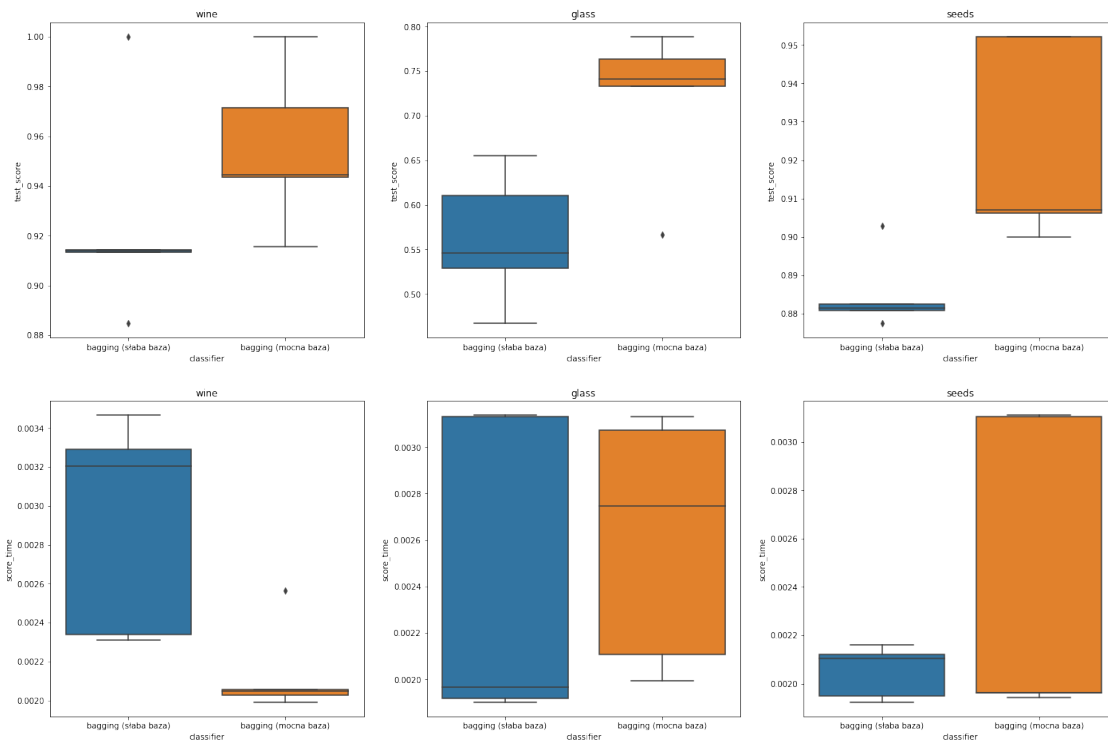 wine
1.00
0.98
0.96
0.94
0.92
0.90
0.88
test_score
bagging (słaba baza) bagging (mocna baza)
classifier
glass
0.80
0.75
0.70
0.65
0.60
0.55
0.50
test_score
bagging (słaba baza) bagging (mocna baza)
classifier
seeds
0.95
0.94
0.93
0.92
0.91
0.90
0.89
0.88
test_score
bagging (słaba baza) bagging (mocna baza)
classifier
wine
0.0034
0.0032
0.0030
0.0028
0.0026
0.0024
0.0022
0.0020
score_time
bagging (słaba baza) bagging (mocna baza)
classifier
glass
0.0030
0.0028
0.0026
0.0024
0.0022
0.0020
score_time
bagging (słaba baza) bagging (mocna baza)
classifier
seeds
0.0030
0.0028
0.0026
0.0024
0.0022
0.0020
score_time
bagging (słaba baza) bagging (mocna baza)
classifier